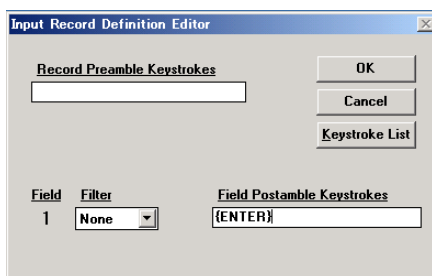 Input Record Definition Editor
Record Preamble Keystrokes
OK
Cancel
Keystroke List
Field Filter Field Postamble Keystrokes
1 None {ENTER}